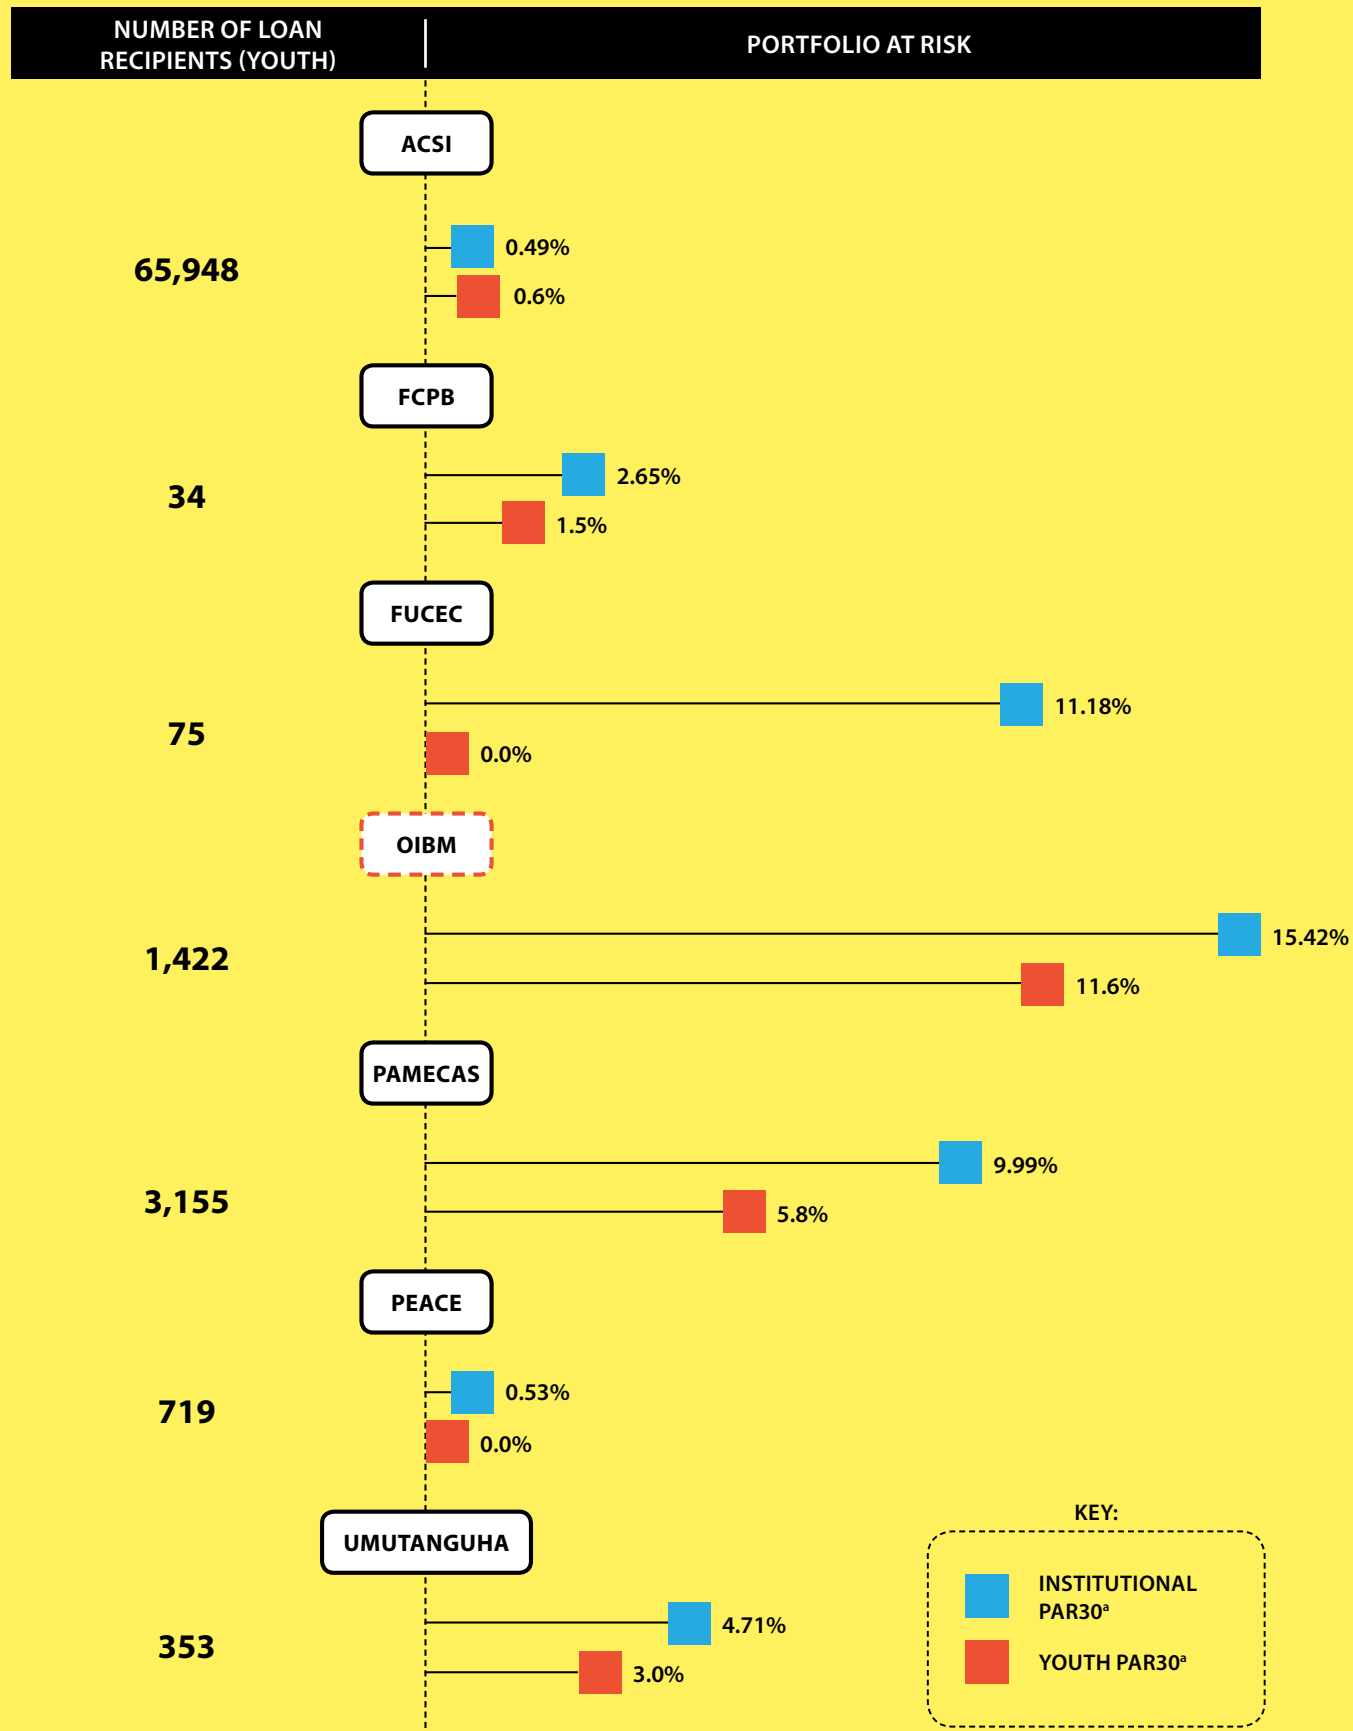 NUMBER OF LOAN
RECIPIENTS (YOUTH)
PORTFOLIO AT RISK
ACSI
65,948
0.49%
0.6%
FCPB
34
2.65%
1.5%
FUCEC
75
11.18%
0.0%
OIBM
1,422
15.42%
11.6%
PAMECAS
3,155
9.99%
5.8%
PEACE
719
0.53%
0.0%
UMUTANGUHA
353
4.71%
3.0%
KEY:
INSTITUTIONAL
PAR30ª
YOUTH PAR30ª